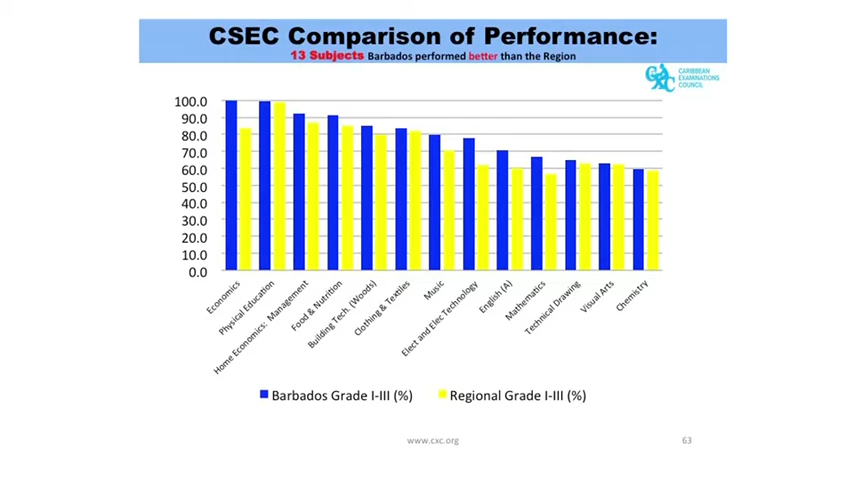 CSEC Comparison of Performance:
13 Subjects Barbados performed better than the Region
CXC
CARIBBEAN
EXAMINATIONS
COUNCIL
100.0
90.0
80.0
70.0
60.0
50.0
40.0
30.0
20.0
10.0
0.0
Economics
Physical Education
Home Economics: Management
Food & Nutrition
Building Tech. (Woods)
Clothing & Textiles
Music
Elect and Elec Technology
English (A)
Mathematics
Technical Drawing
Visual Arts
Chemistry
Barbados Grade I-III (%)
Regional Grade I-III (%)
www.cxc.org
63